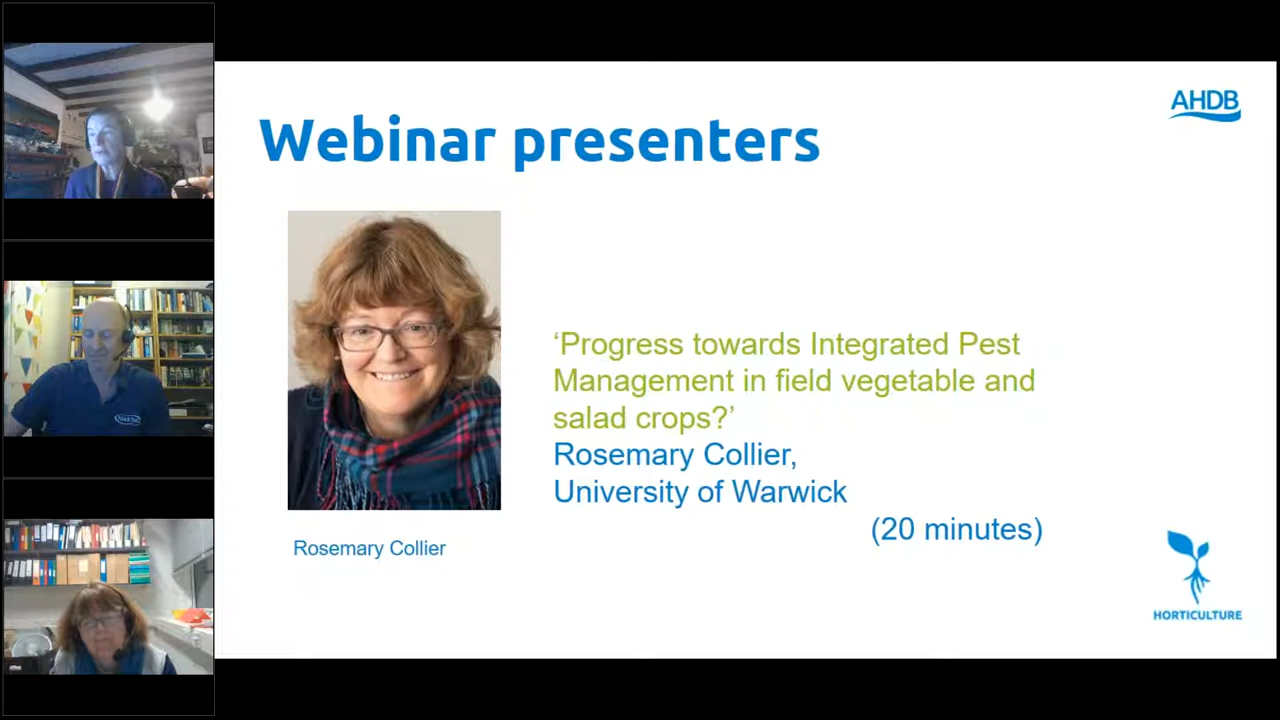 Webinar presenters
AHDB
‘Progress towards Integrated Pest
Management in field vegetable and
salad crops?’
Rosemary Collier,
University of Warwick
(20 minutes)
Rosemary Collier
HORTICULTURE